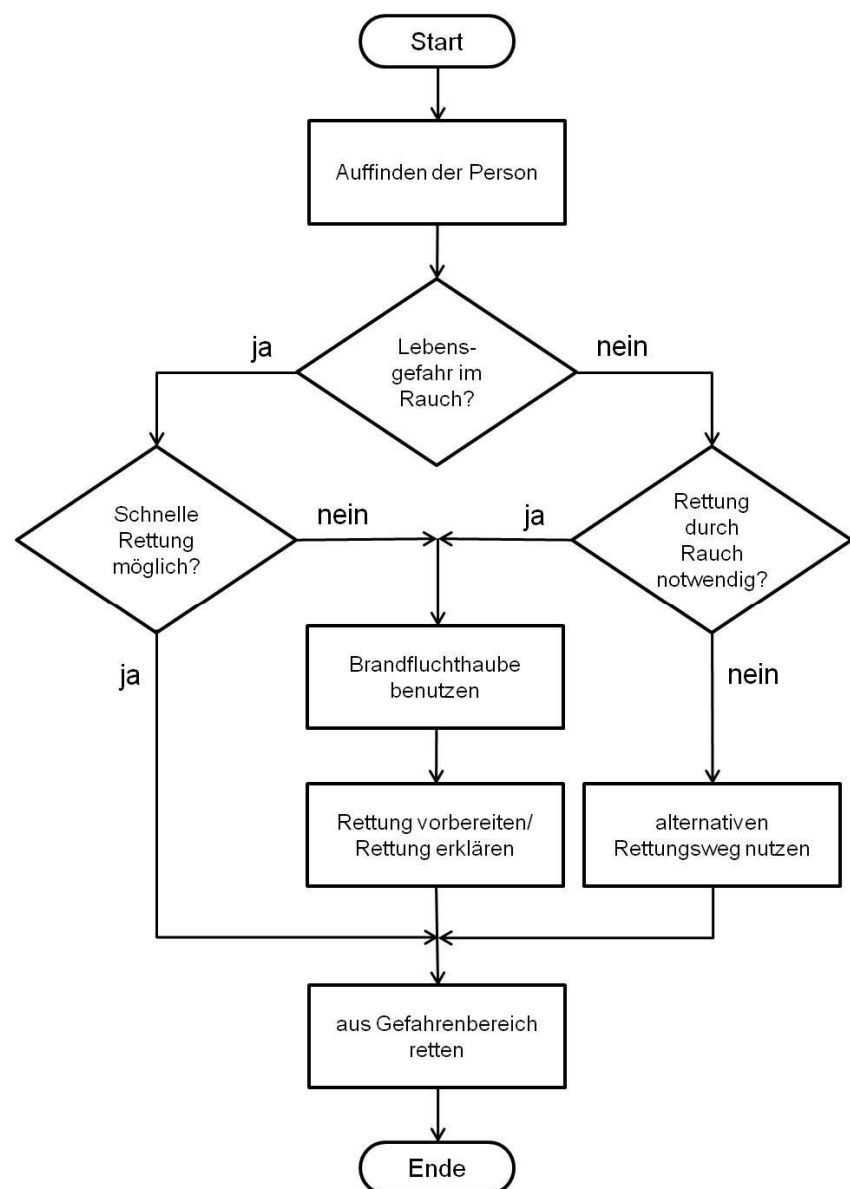 Start
Auffinden der Person
ja
Lebens-
gefahr im
Rauch?
nein
Schnelle
Rettung
möglich?
nein
ja
Rettung
durch
Rauch
notwendig?
ja
Brandfluchthaube
benutzen
nein
Rettung vorbereiten/
Rettung erklären
alternativen
Rettungsweg nutzen
aus Gefahrenbereich
retten
Ende